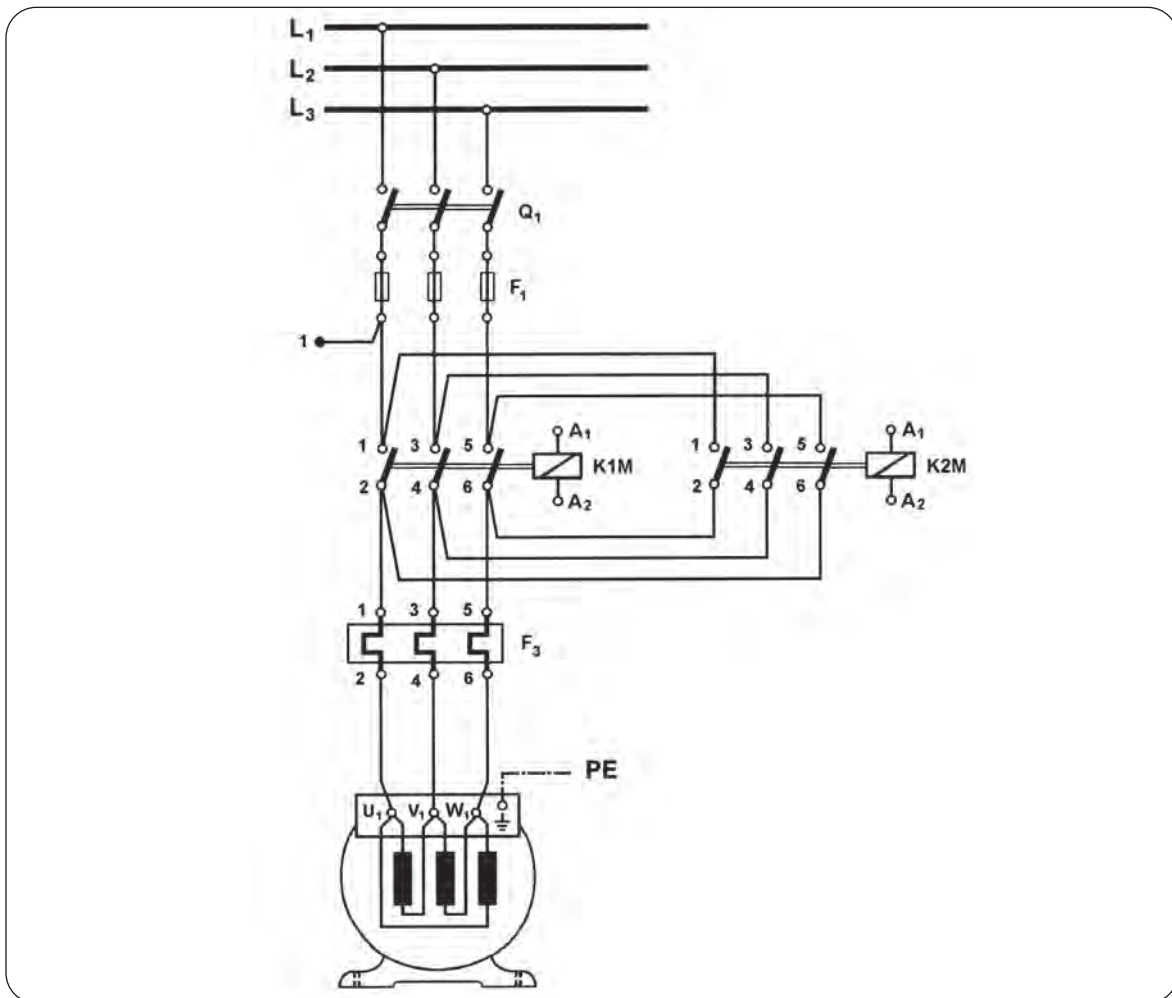 L₁
L₂
L₃
Q₁
F₁
1
1 3 5 A₁ 1 3 5 A₁
K1M K2M
2 4 6 A₂ 2 4 6 A₂
1 3 5
F₃
2 4 6
PE
U₁ V₁ W₁